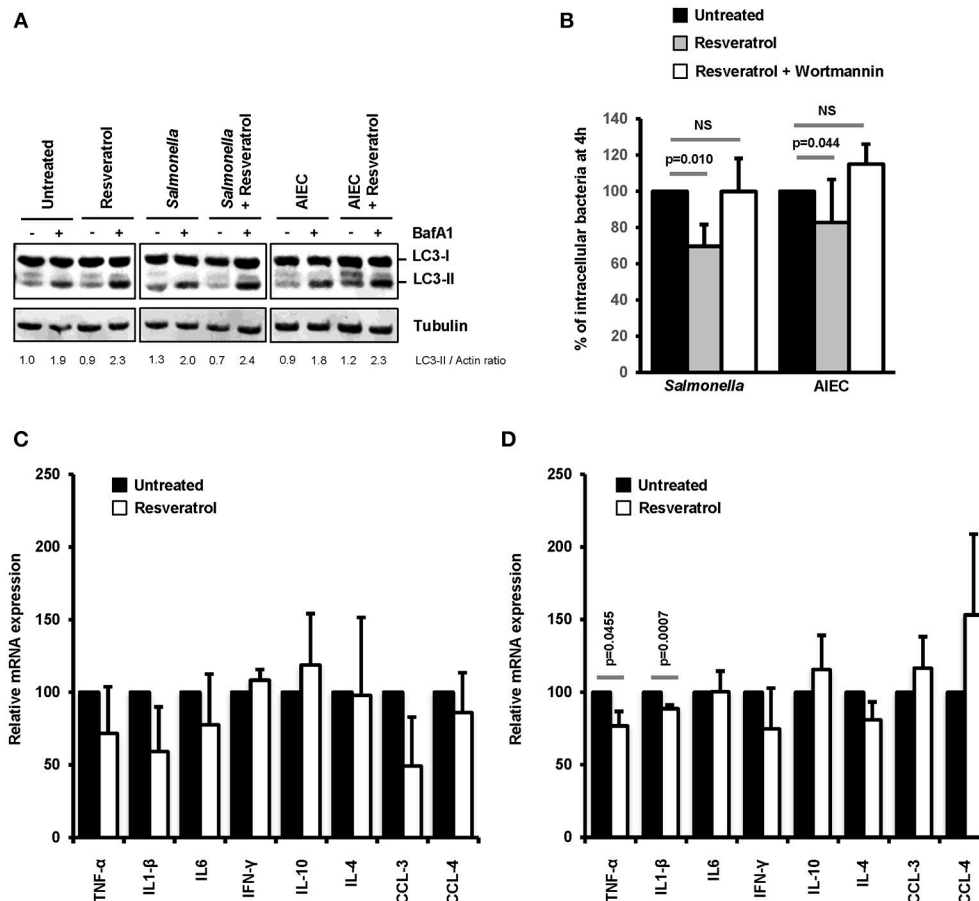 A
Untreated
Resveratrol
Salmonella
Salmonella
+ Resveratrol
AIEC
AIEC
+ Resveratrol
- + - + - + - + - + - + BafA1
LC3-I
LC3-II
Tubulin
1.0 1.9 0.9 2.3 1.3 2.0 0.7 2.4 0.9 1.8 1.2 2.3 LC3-II / Actin ratio
B
Untreated
Resveratrol
Resveratrol + Wortmannin
% of intracellular bacteria at 4h
140
120
100
80
60
40
20
0
NS
p=0.010
NS
p=0.044
Salmonella AIEC
C
Untreated
Resveratrol
Relative mRNA expression
250
200
150
100
50
0
TNF-α IL1-β IL6 IFN-γ IL-10 IL-4 CCL-3 CCL-4
D
Untreated
Resveratrol
Relative mRNA expression
250
200
150
100
50
0
p=0.0455
p=0.0007
TNF-α IL1-β IL6 IFN-γ IL-10 IL-4 CCL-3 CCL-4